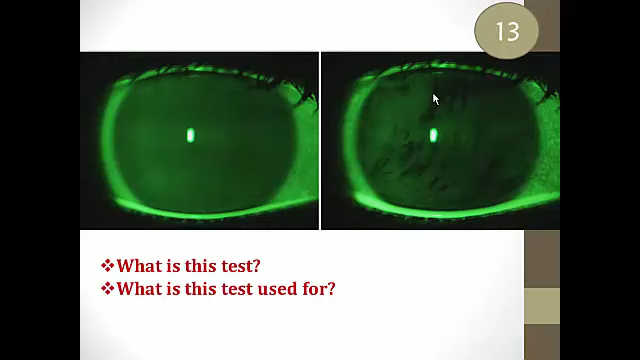 13
❖What is this test?
❖What is this test used for?